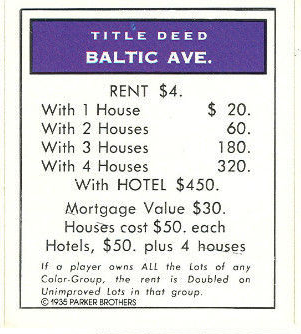 TITLE DEED
BALTIC AVE.
RENT $4.
With 1 House $ 20.
With 2 Houses 60.
With 3 Houses 180.
With 4 Houses 320.
With HOTEL $450.
Mortgage Value $30.
Houses cost $50. each
Hotels, $50. plus 4 houses
If a player owns ALL the Lots of any
Color-Group, the rent is Doubled on
Unimproved Lots in that group.
©1935 PARKER BROTHERS